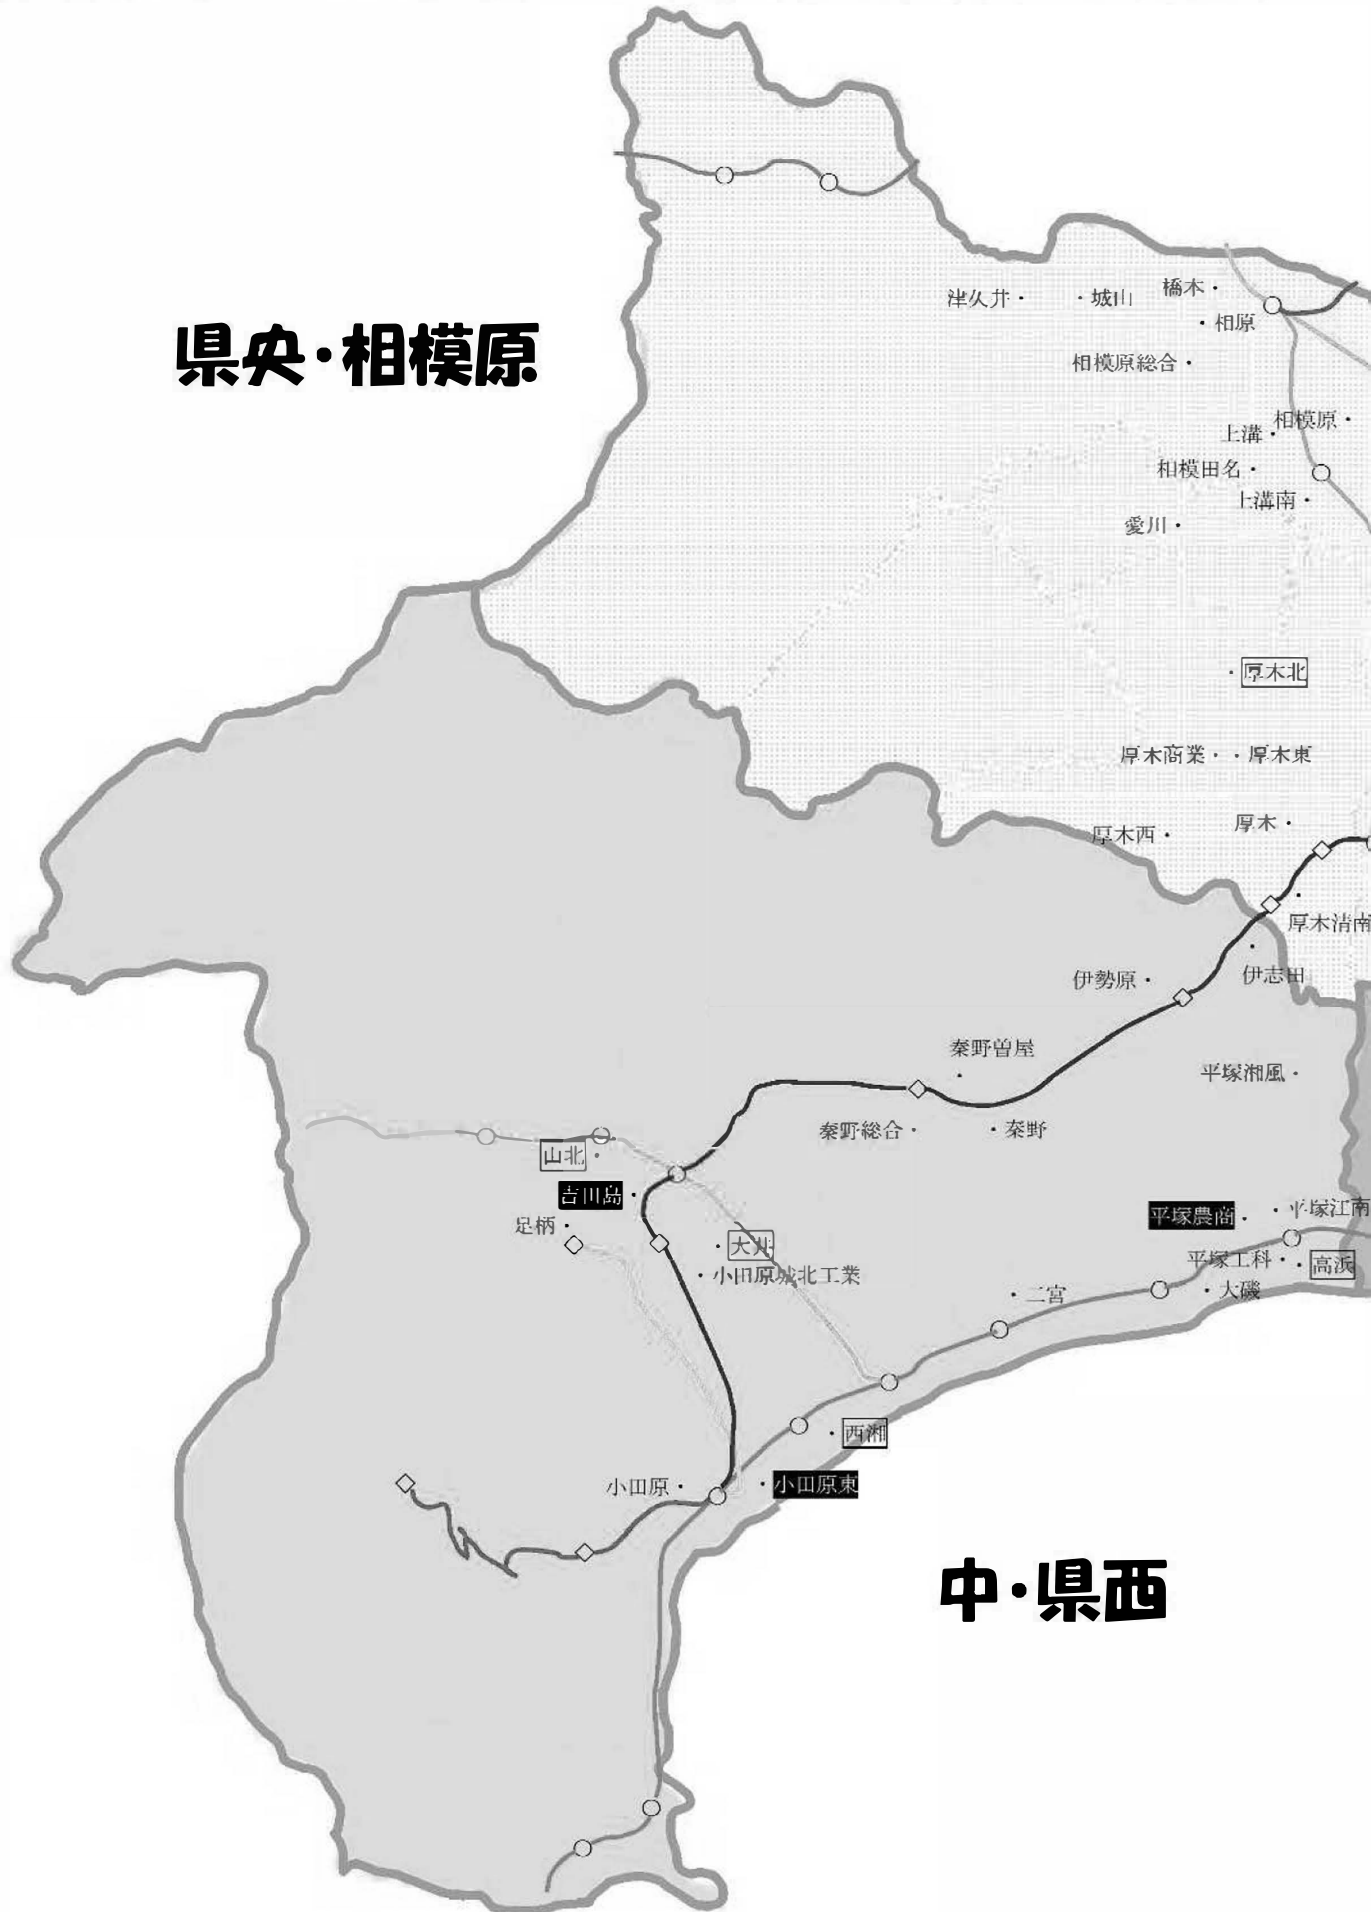 県央・相模原
津久井・
・城山
橋本・
・相原
相模原総合・
相模原・
上溝・
相模田名・
上溝南・
愛川・
・厚木北
厚木商業・
・厚木東
厚木西・
厚木・
厚木清南
伊志田
伊勢原・
秦野曽屋
平塚湘風・
秦野総合・
・秦野
山北・
吉田島・
足柄・
・大井
・小田原城北工業
平塚農商・
・平塚江南
平塚工科・
・高浜
・大磯
・二宮
・西湘
小田原・
・小田原東
中・県西